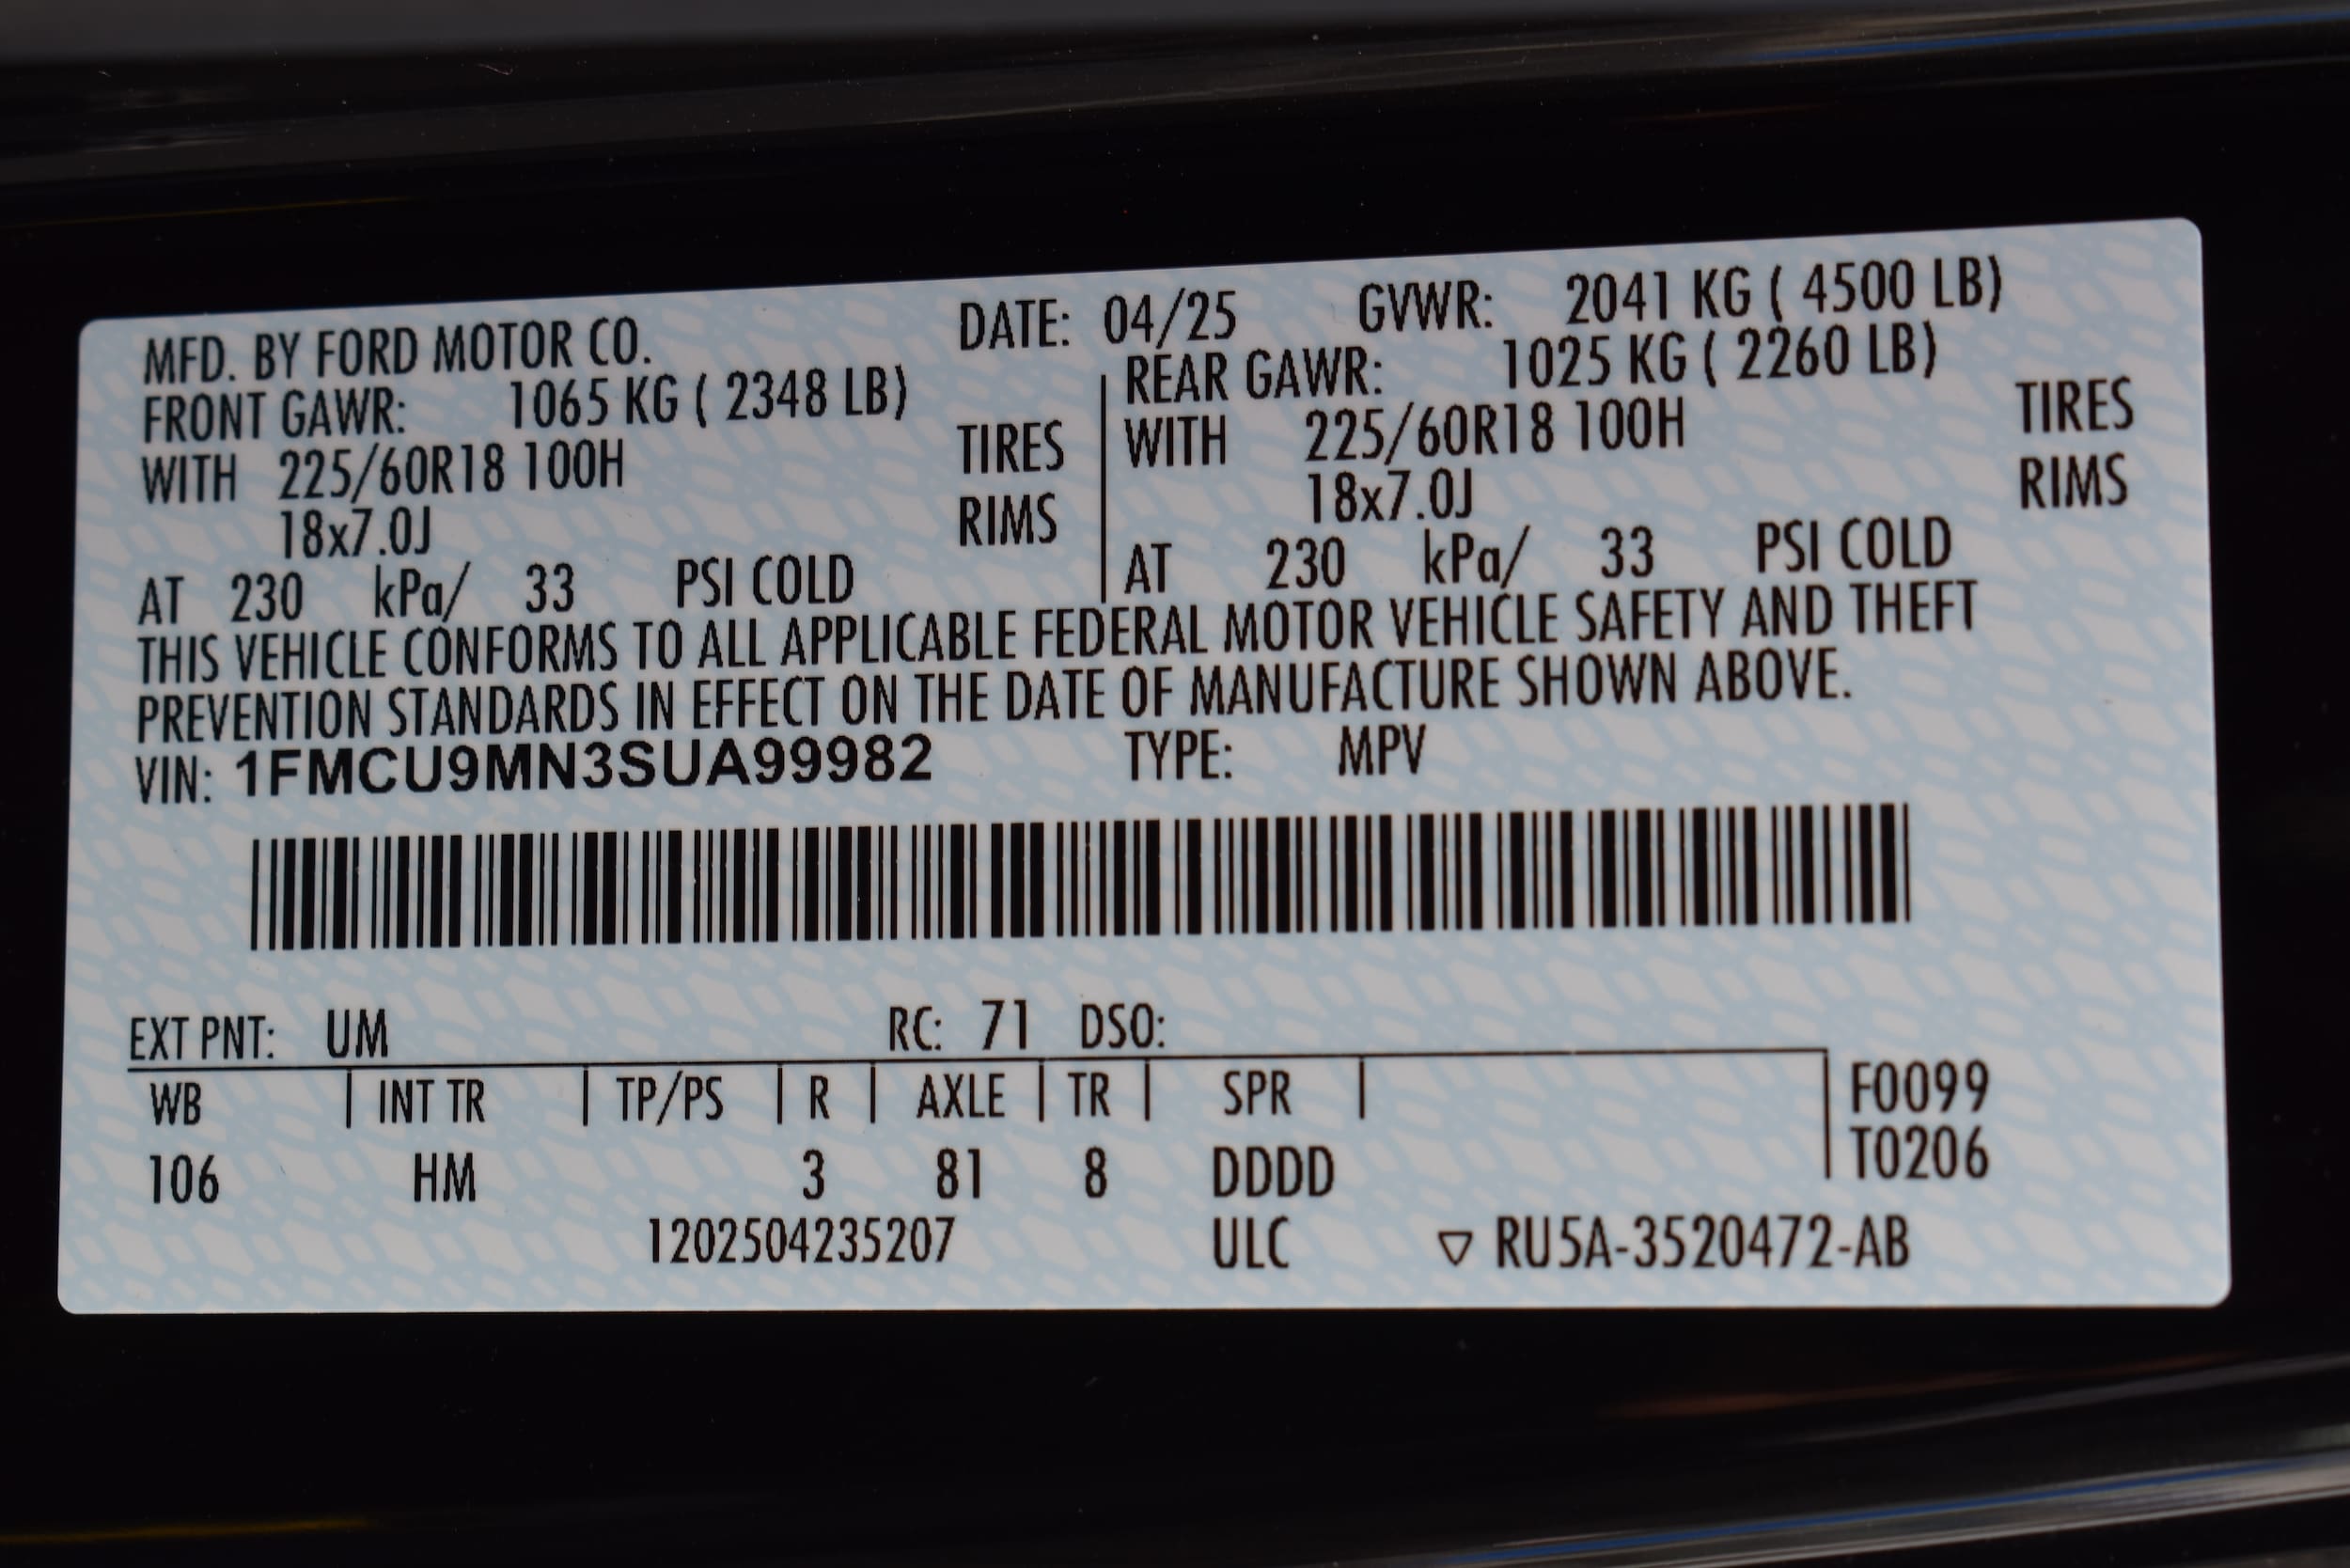 MFD. BY FORD MOTOR CO. DATE: 04/25 GVWR: 2041 KG ( 4500 LB)
FRONT GAWR: 1065 KG ( 2348 LB) REAR GAWR: 1025 KG ( 2260 LB)
WITH 225/60R18 100H TIRES WITH 225/60R18 100H TIRES
18x7.0J RIMS 18x7.0J RIMS
AT 230 kPa/ 33 PSI COLD AT 230 kPa/ 33 PSI COLD
THIS VEHICLE CONFORMS TO ALL APPLICABLE FEDERAL MOTOR VEHICLE SAFETY AND THEFT
PREVENTION STANDARDS IN EFFECT ON THE DATE OF MANUFACTURE SHOWN ABOVE.
VIN: 1FMCU9MN3SUA99982 TYPE: MPV
EXT PNT: UM RC: 71 DSO:
WB | INT TR | TP/PS | R | AXLE | TR | SPR | F0099
T0206
106 HM 3 81 8 DDDD
1202504235207 ULC ▽ RU5A-3520472-AB